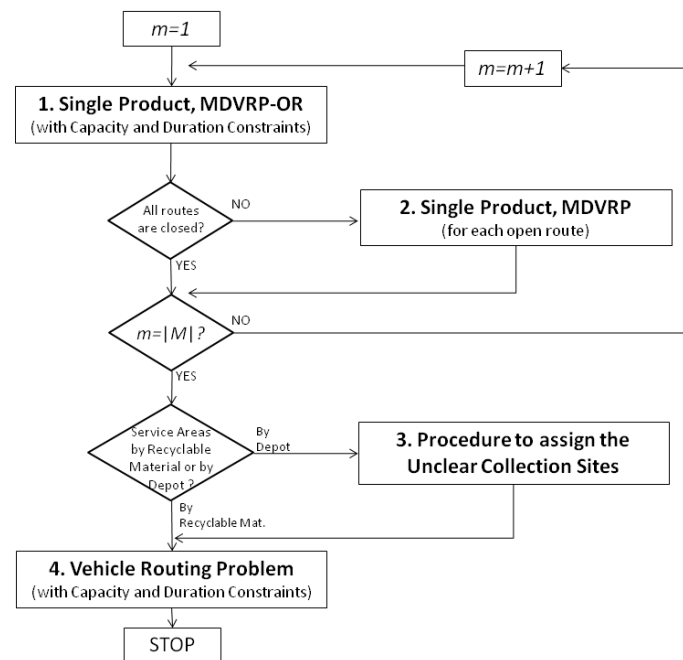 m=1
m=m+1
1. Single Product, MDVRP-OR
(with Capacity and Duration Constraints)
All routes
are closed?
NO
YES
2. Single Product, MDVRP
(for each open route)
m=|M|?
NO
YES
Service Areas
by Recyclable
Material or by
Depot ?
By
Depot
By
Recyclable Mat.
3. Procedure to assign the
Unclear Collection Sites
4. Vehicle Routing Problem
(with Capacity and Duration Constraints)
STOP